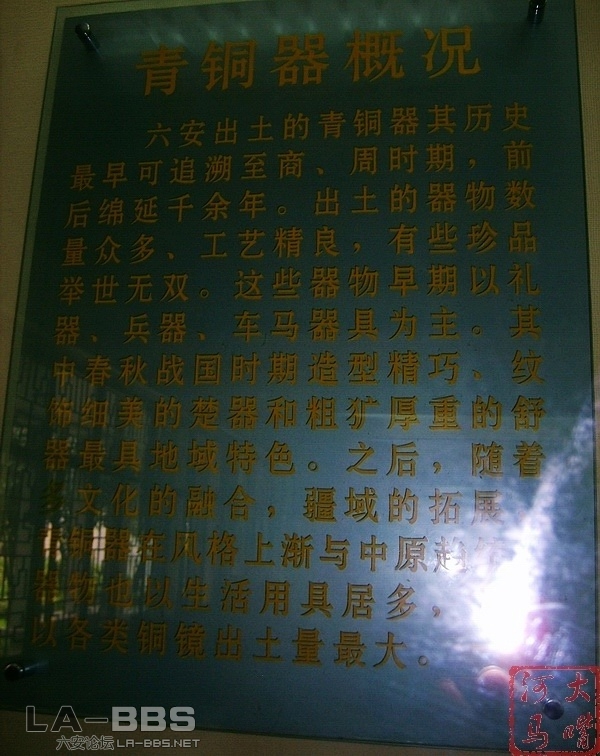 青铜器概况
六安出土的青铜器其历史
最早可追溯至商、周时期，前
后绵延千余年。出土的器物数
量众多、工艺精良，有些珍品
举世无双。这些器物早期以礼
器、兵器、车马器具为主。其
中春秋战国时期造型精巧、纹
饰细美的楚器和粗犷厚重的舒
器最具地域特色。之后，随着
文化的融合，疆域的拓展
铜器在风格上渐与中原趋
器物也以生活用具居多，
以各类铜镜出土量最大。
LA-BBS
六安论坛 LA-BBS.NET
大嘴
河马